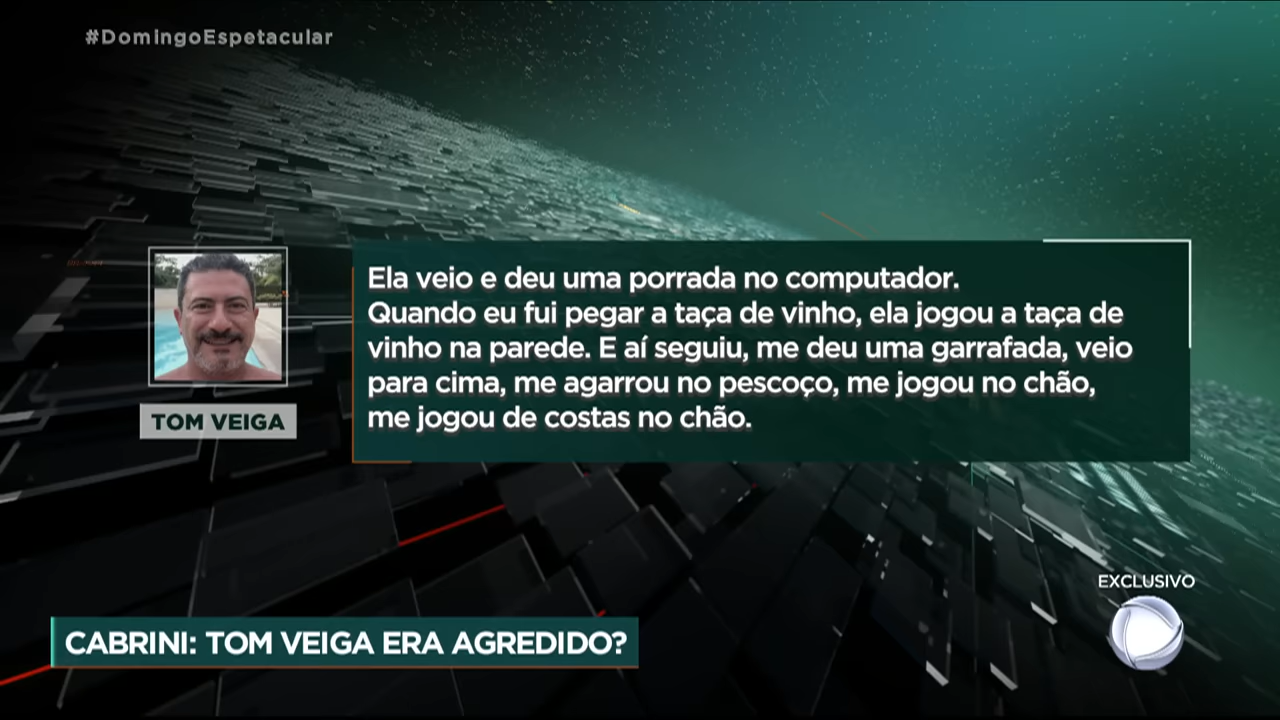 #DomingoEspetacular
Ela veio e deu uma porrada no computador.
Quando eu fui pegar a taça de vinho, ela jogou a taça de
vinho na parede. E aí seguiu, me deu uma garrafada, veio
para cima, me agarrou no pescoço, me jogou no chão,
me jogou de costas no chão.
TOM VEIGA
EXCLUSIVO
CABRINI: TOM VEIGA ERA AGREDIDO?